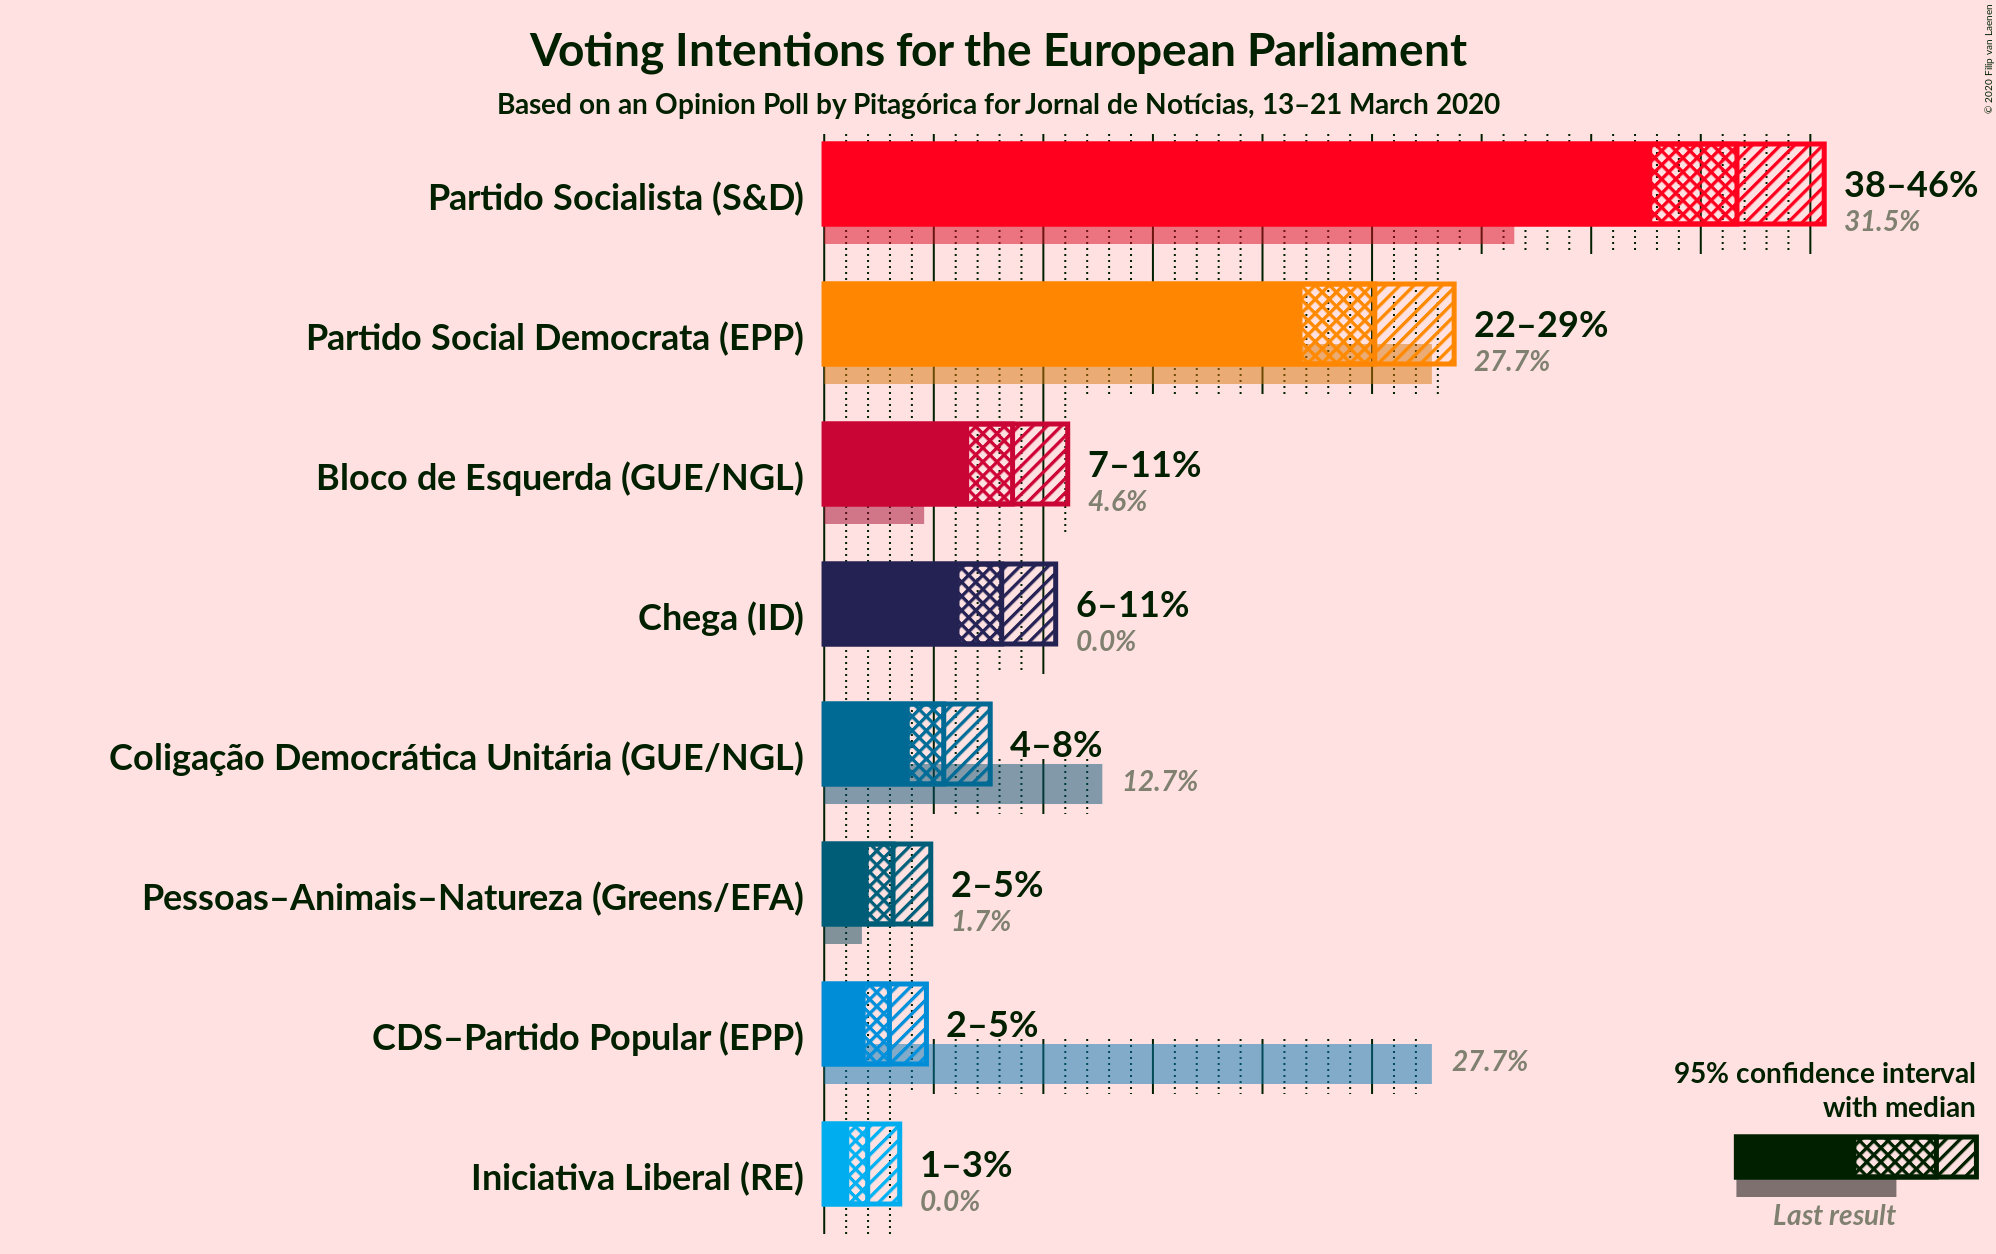 Voting Intentions for the European Parliament
Based on an Opinion Poll by Pitagórica for Jornal de Notícias, 13–21 March 2020
© 2020 Filip van Laenen
Partido Socialista (S&D)
38–46%
31.5%
Partido Social Democrata (EPP)
22–29%
27.7%
Bloco de Esquerda (GUE/NGL)
7–11%
4.6%
Chega (ID)
6–11%
0.0%
Coligação Democrática Unitária (GUE/NGL)
4–8%
12.7%
Pessoas–Animais–Natureza (Greens/EFA)
2–5%
1.7%
CDS–Partido Popular (EPP)
2–5%
27.7%
Iniciativa Liberal (RE)
1–3%
0.0%
95% confidence interval
with median
Last result